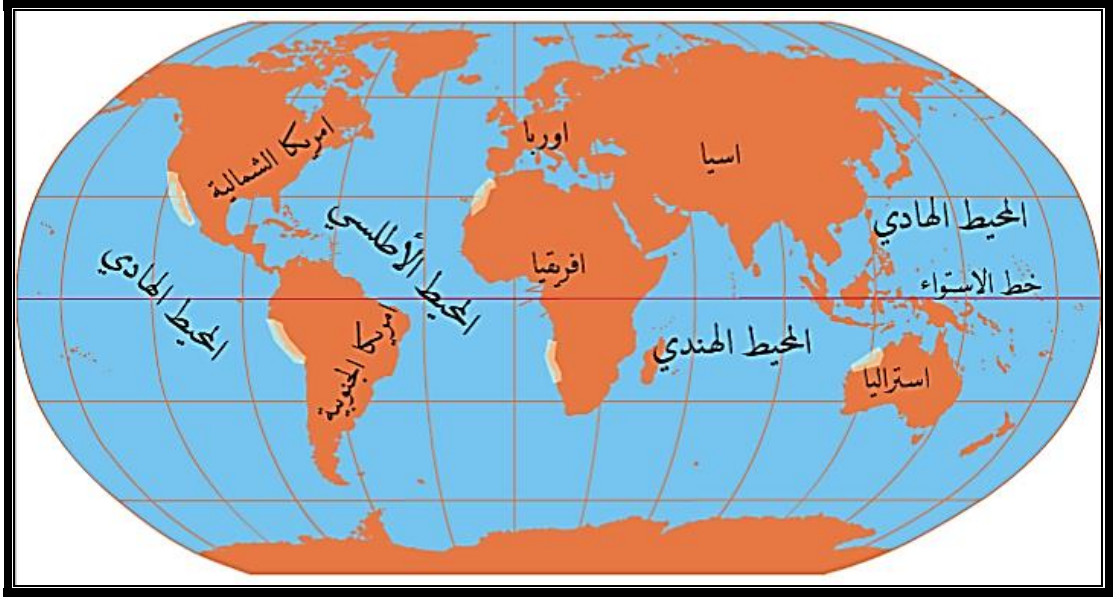 امريكا الشمالية
اوربا
اسيا
المحيط الهادي
المحيط الأطلسي
المحيط الهادي
افريقيا
خط الاستواء
امريكا الجنوبية
المحيط الهندي
استراليا